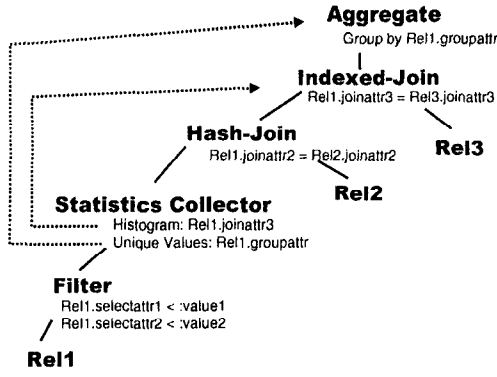 Aggregate
Group by Rel1.groupattr
Indexed-Join
Rel1.joinattr3 = Rel3.joinattr3
Hash-Join
Rel1.joinattr2 = Rel2.joinattr2
Rel3
Rel2
Statistics Collector
Histogram: Rel1.joinattr3
Unique Values: Rel1.groupattr
Filter
Rel1.selectattr1 < :value1
Rel1.selectattr2 < :value2
Rel1